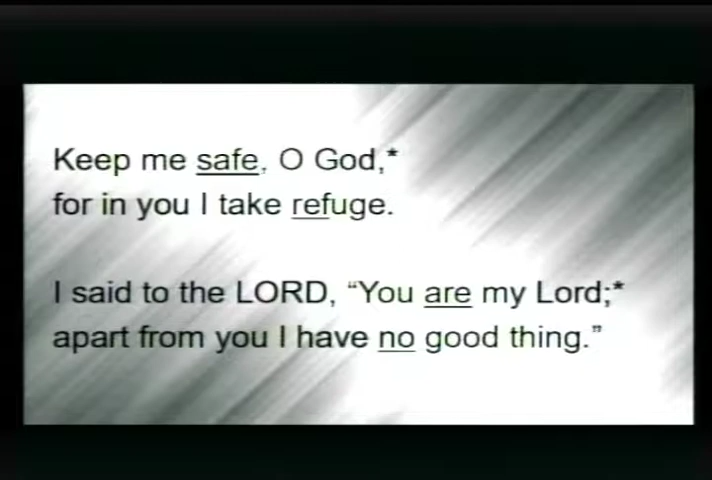 Keep me safe, O God,*
for in you I take refuge.
I said to the LORD, “You are my Lord;*
apart from you I have no good thing.”